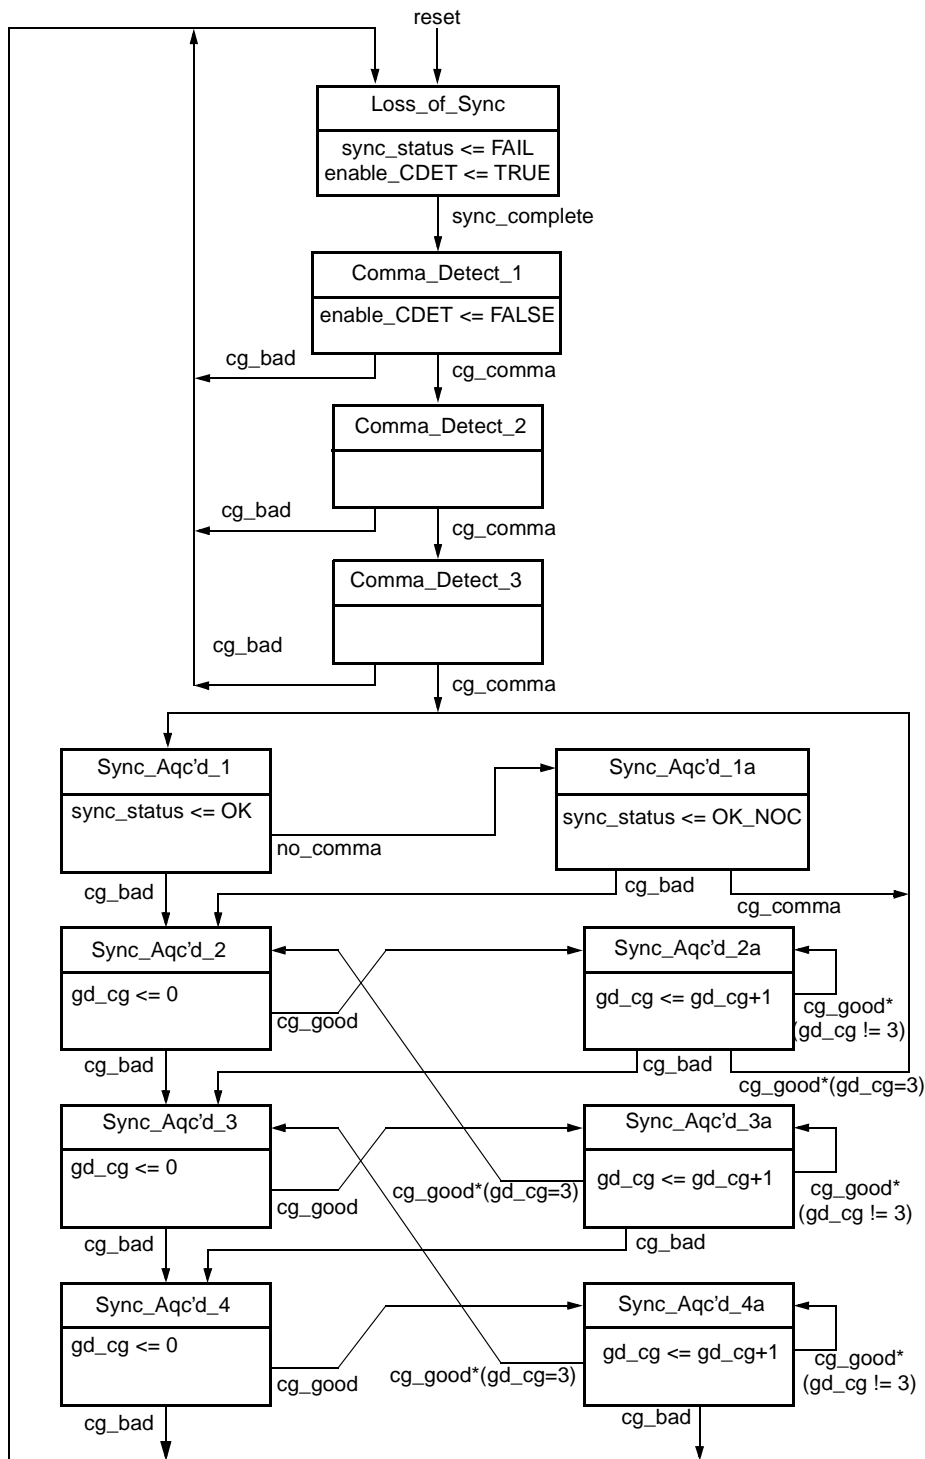 reset
Loss_of_Sync
sync_status <= FAIL
enable_CDET <= TRUE
sync_complete
Comma_Detect_1
enable_CDET <= FALSE
cg_bad
cg_comma
Comma_Detect_2
cg_bad
cg_comma
Comma_Detect_3
cg_bad
cg_comma
Sync_Aqc’d_1
sync_status <= OK
Sync_Aqc’d_1a
sync_status <= OK_NOC
no_comma
cg_bad
cg_bad
cg_comma
Sync_Aqc’d_2
gd_cg <= 0
cg_good
Sync_Aqc’d_2a
gd_cg <= gd_cg+1
cg_good*
(gd_cg != 3)
cg_bad
cg_bad
cg_good*(gd_cg=3)
Sync_Aqc’d_3
gd_cg <= 0
cg_good
cg_good*(gd_cg=3)
Sync_Aqc’d_3a
gd_cg <= gd_cg+1
cg_good*
(gd_cg != 3)
cg_bad
cg_bad
Sync_Aqc’d_4
gd_cg <= 0
cg_good
cg_good*(gd_cg=3)
Sync_Aqc’d_4a
gd_cg <= gd_cg+1
cg_good*
(gd_cg != 3)
cg_bad
cg_bad